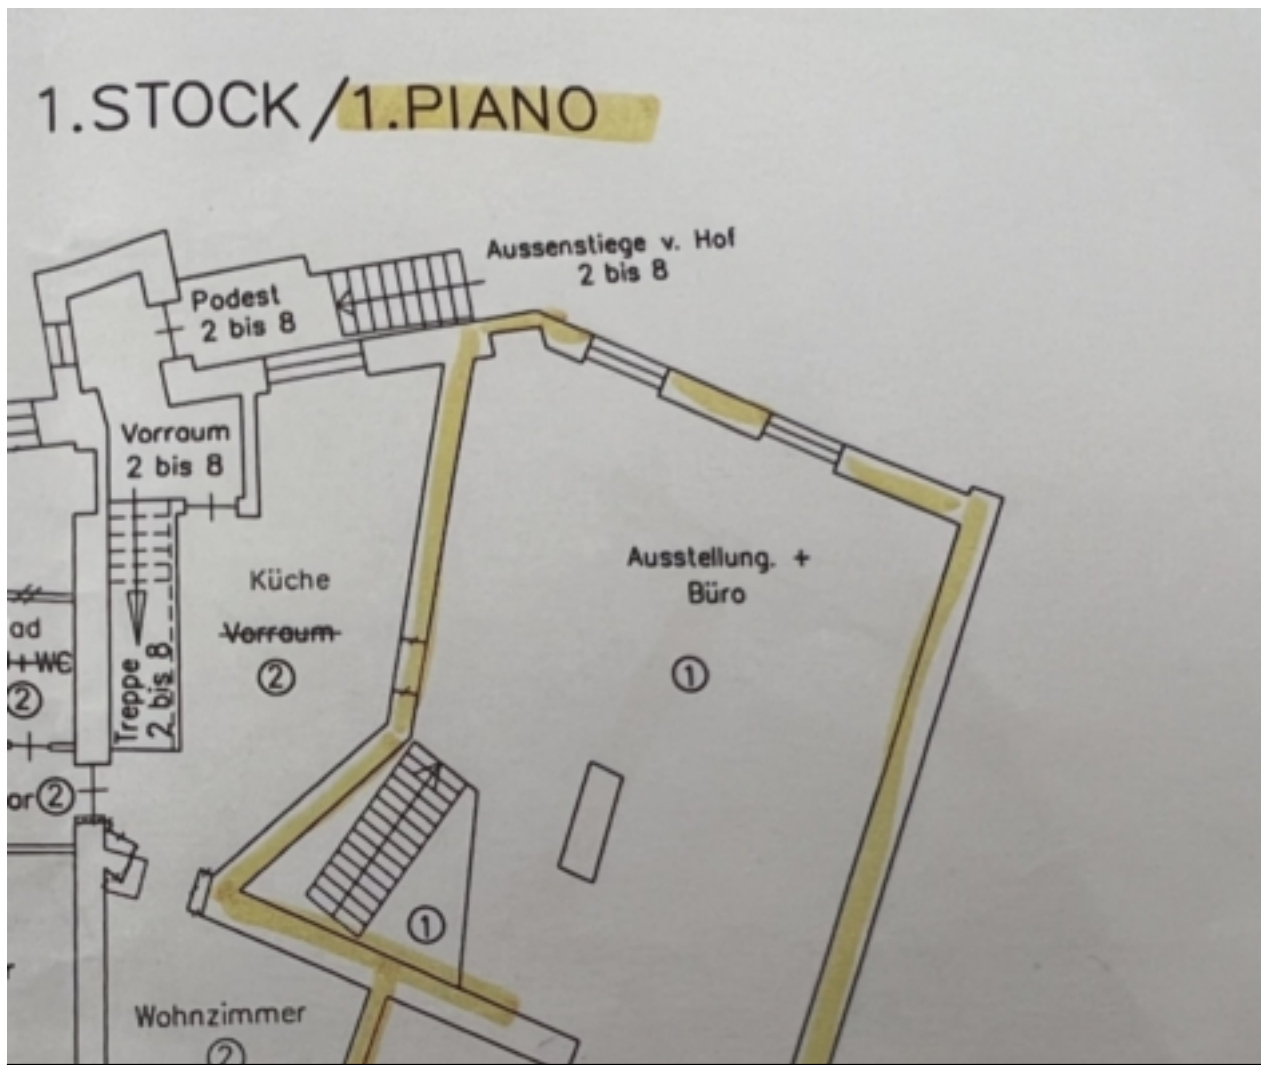 1.STOCK/1.PIANO
Aussenstiege v. Hof
2 bis 8
Podest
2 bis 8
Vorraum
2 bis 8
Ausstellung. +
Büro
①
Küche
Vorraum
②
ad
+WC
②
Treppe
2 bis 8
or②
①
r
Wohnzimmer
②